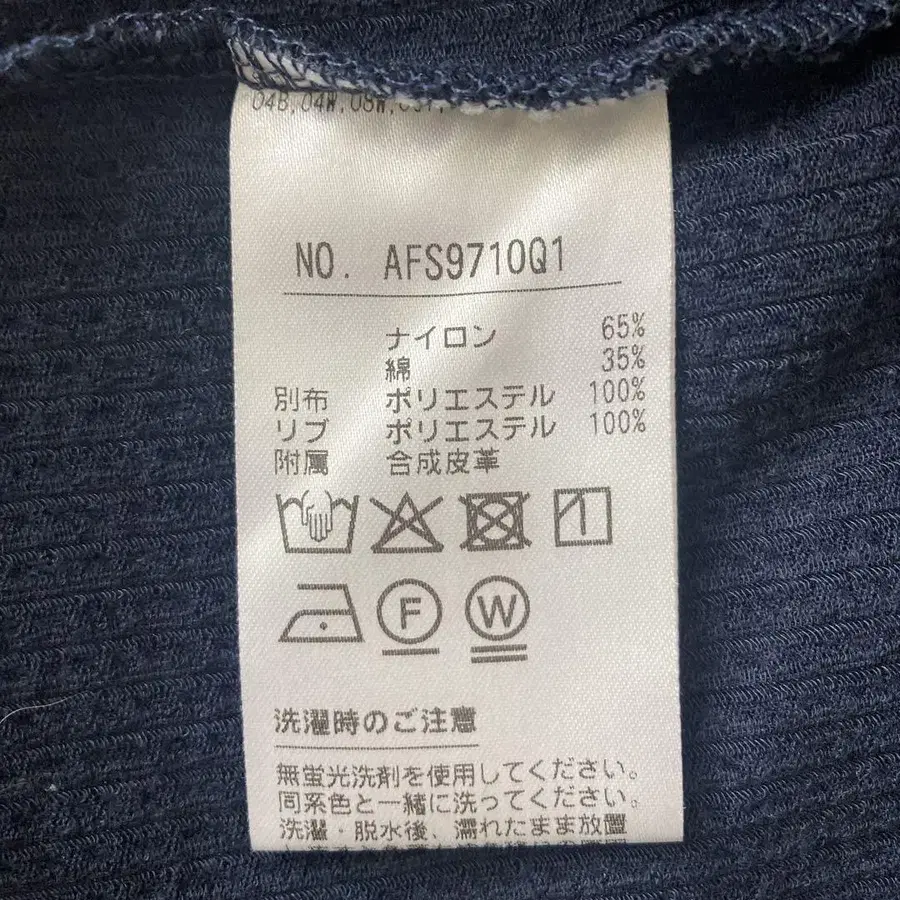 04B,04W,08W,
NO. AFS9710Q1
ナイロン 65%
綿 35%
別布 ポリエステル 100%
リブ ポリエステル 100%
附属 合成皮革
F W
洗濯時のご注意
無蛍光洗剤を使用してください。
同系色と一緒に洗ってください。
洗濯・脱水後、濡れたまま放置